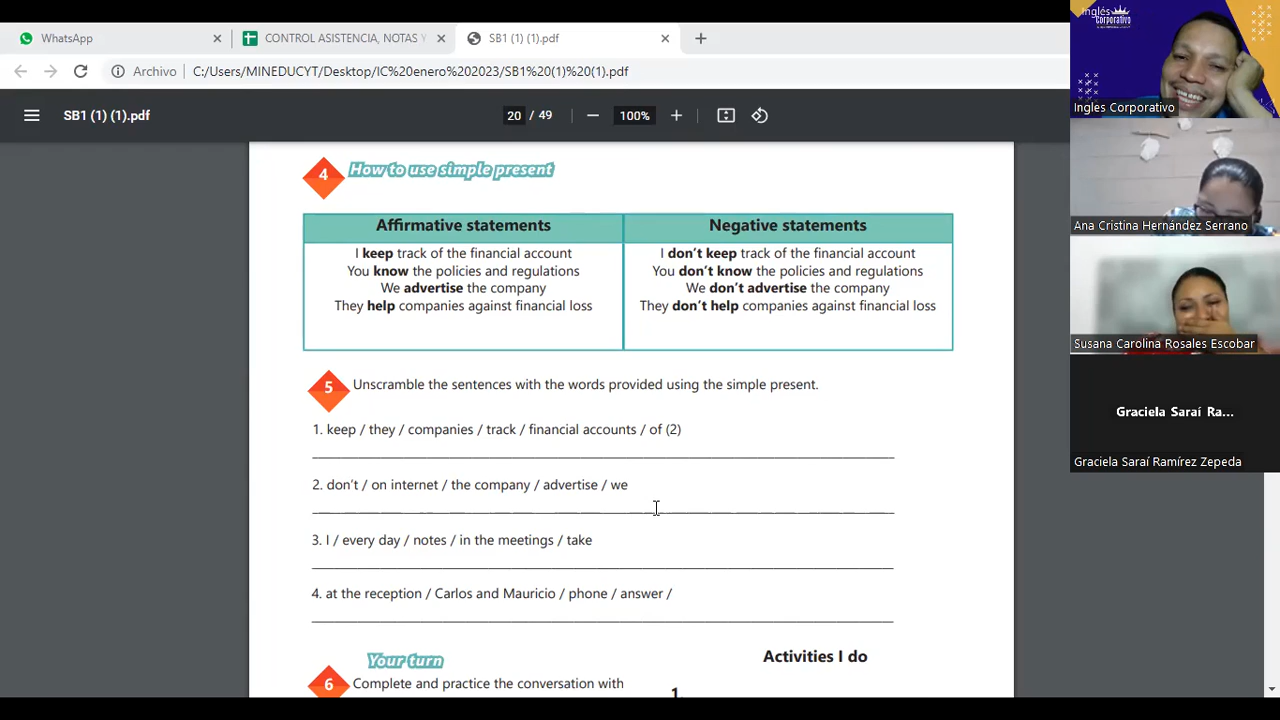 WhatsApp
CONTROL ASISTENCIA, NOTAS Y
SB1 (1) (1).pdf
Archivo
C:/Users/MINEDUCYT/Desktop/IC%20enero%202023/SB1%20(1)%20(1).pdf
SB1 (1) (1).pdf
20 / 49
100%
4
How to use simple present
Affirmative statements
I keep track of the financial account
You know the policies and regulations
We advertise the company
They help companies against financial loss
Negative statements
I don't keep track of the financial account
You don't know the policies and regulations
We don't advertise the company
They don't help companies against financial loss
5
Unscramble the sentences with the words provided using the simple present.
1. keep / they / companies / track / financial accounts / of (2)
2. don't / on internet / the company / advertise / we
3. I / every day / notes / in the meetings / take
4. at the reception / Carlos and Mauricio / phone / answer /
Your turn
6
Complete and practice the conversation with
Activities I do
1
Inglés
Corporativo
Ingles Corporativo
Ana Cristina Hernández Serrano
Susana Carolina Rosales Escobar
Graciela Saraí Ra...
Graciela Saraí Ramírez Zepeda